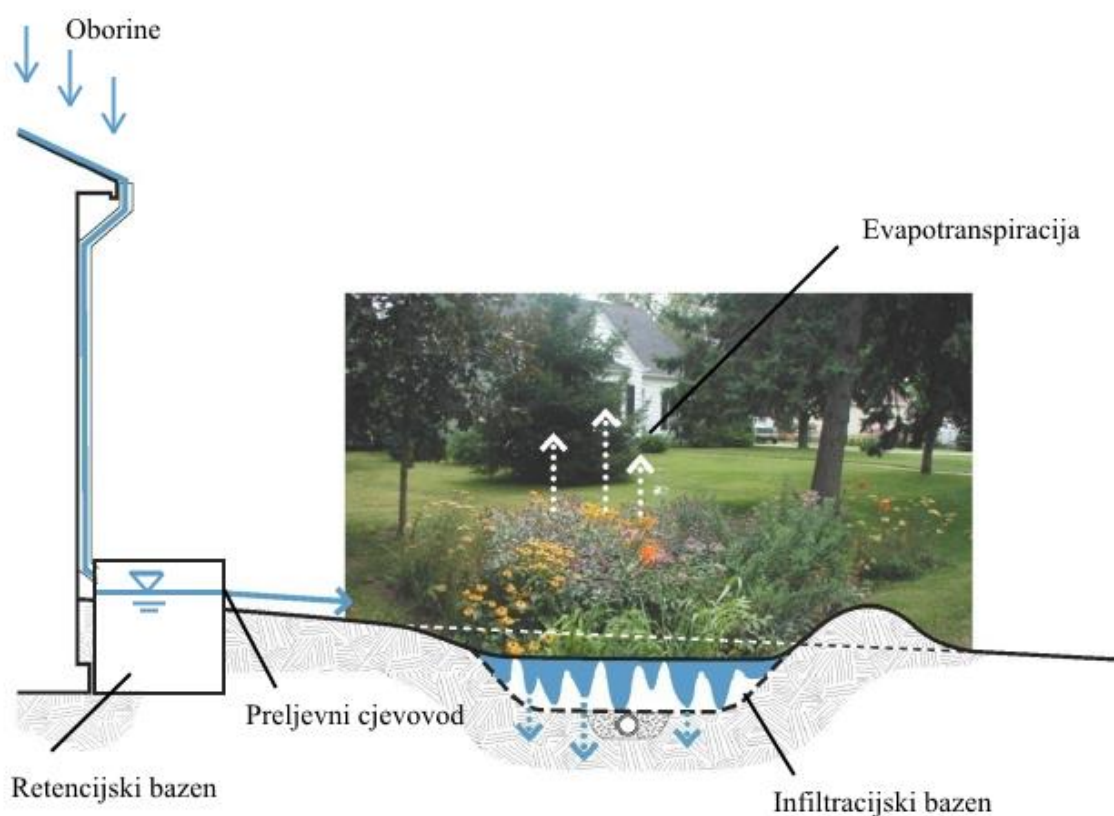 Oborine
Evapotranspiracija
Preljevni cjevovod
Retencijski bazen
Infiltracijski bazen